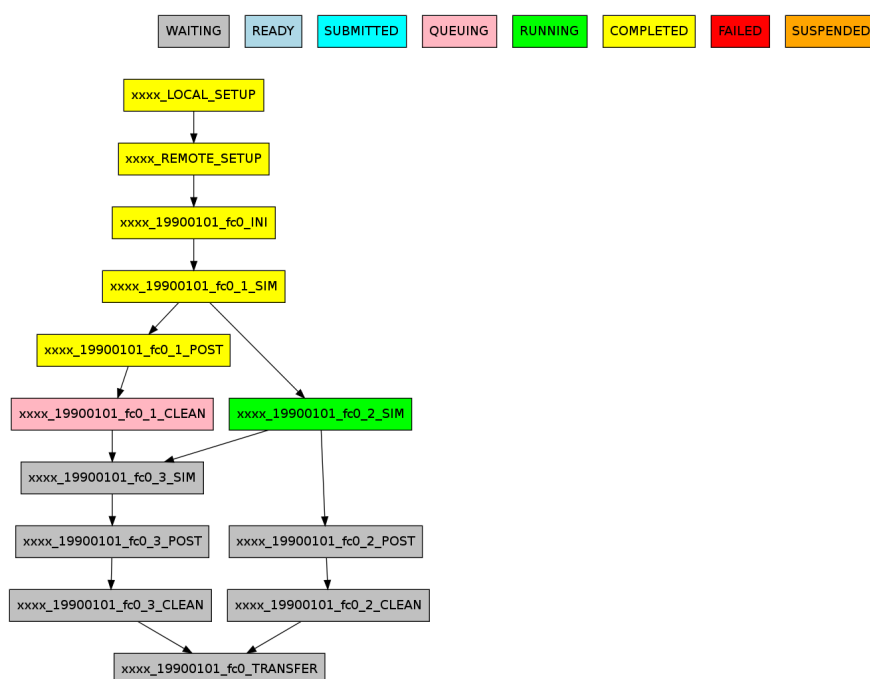 WAITING READY SUBMITTED QUEUING RUNNING COMPLETED FAILED SUSPENDED
xxxx_LOCAL_SETUP
xxxx_REMOTE_SETUP
xxxx_19900101_fc0_INI
xxxx_19900101_fc0_1_SIM
xxxx_19900101_fc0_1_POST
xxxx_19900101_fc0_1_CLEAN xxxx_19900101_fc0_2_SIM
xxxx_19900101_fc0_3_SIM
xxxx_19900101_fc0_3_POST xxxx_19900101_fc0_2_POST
xxxx_19900101_fc0_3_CLEAN xxxx_19900101_fc0_2_CLEAN
xxxx_19900101_fc0_TRANSFER